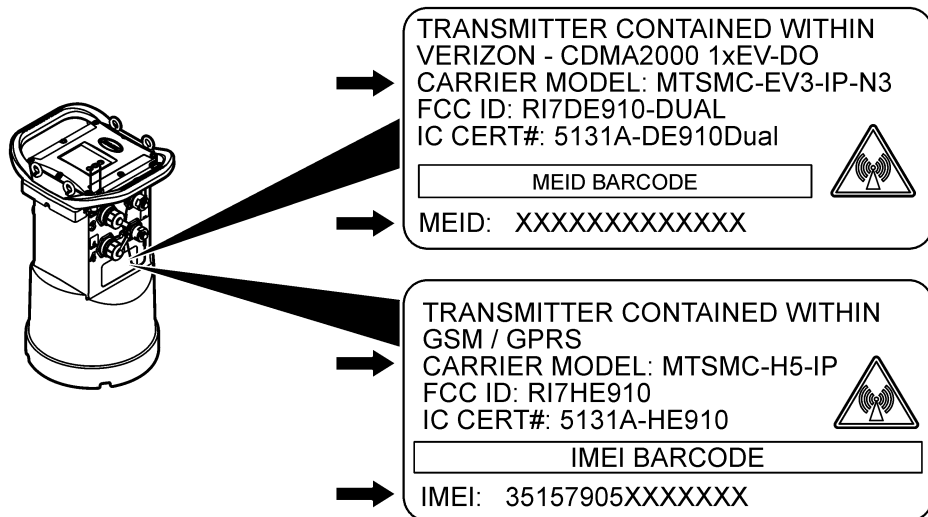 TRANSMITTER CONTAINED WITHIN
VERIZON - CDMA2000 1xEV-DO
CARRIER MODEL: MTSMC-EV3-IP-N3
FCC ID: RI7DE910-DUAL
IC CERT#: 5131A-DE910Dual
MEID BARCODE
MEID: XXXXXXXXXXXXX
TRANSMITTER CONTAINED WITHIN
GSM / GPRS
CARRIER MODEL: MTSMC-H5-IP
FCC ID: RI7HE910
IC CERT#: 5131A-HE910
IMEI BARCODE
IMEI: 35157905XXXXXXX